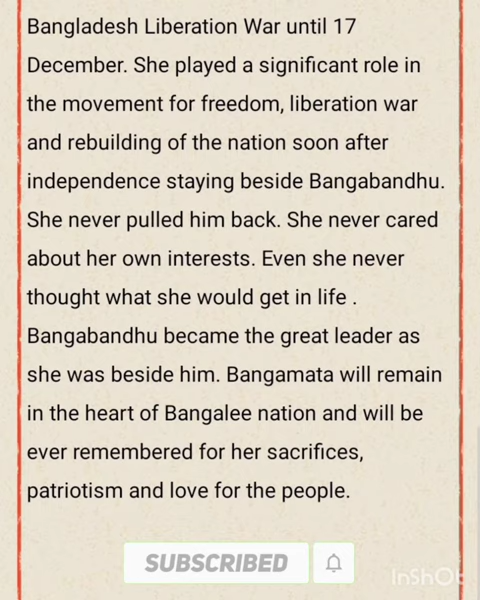 Bangladesh Liberation War until 17
December. She played a significant role in
the movement for freedom, liberation war
and rebuilding of the nation soon after
independence staying beside Bangabandhu.
She never pulled him back. She never cared
about her own interests. Even she never
thought what she would get in life .
Bangabandhu became the great leader as
she was beside him. Bangamata will remain
in the heart of Bangalee nation and will be
ever remembered for her sacrifices,
patriotism and love for the people.
SUBSCRIBED
InShOt